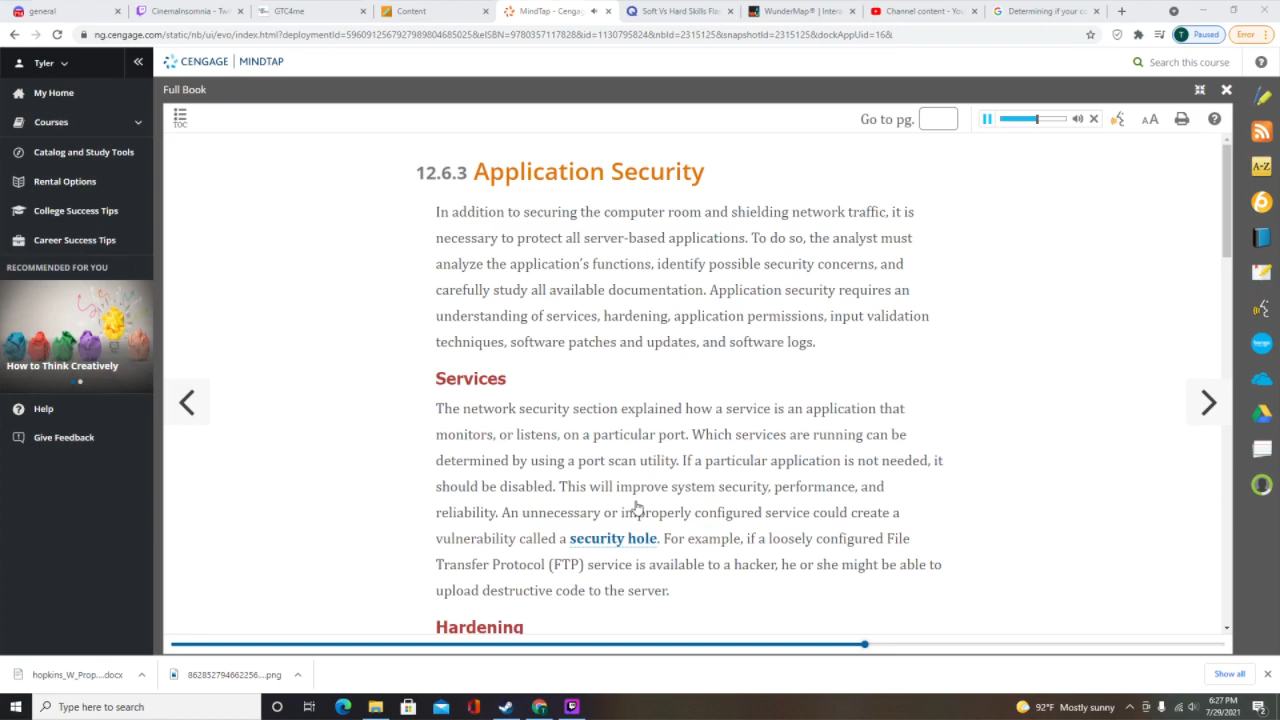 general
CinemaInsomnia - Twi
GTC4me
Content
MindTap - Cengag
Soft Vs Hard Skills Flas
WunderMap® | Intera
Channel content - You
Determining if your co
ng.cengage.com/static/nb/ui/evo/index.html?deploymentId=5960912567927989804685025&eISBN=9780357117828&id=1130795824&nbId=2315125&snapshotId=2315125&dockAppUid=16&
T Paused
Error
Tyler
CENGAGE | MINDTAP
Search this course
My Home
Courses
Catalog and Study Tools
Rental Options
College Success Tips
Career Success Tips
RECOMMENDED FOR YOU
How to Think Creatively
Help
Give Feedback
Full Book
TOC
Go to pg.
AA
A-Z
12.6.3 Application Security
In addition to securing the computer room and shielding network traffic, it is
necessary to protect all server-based applications. To do so, the analyst must
analyze the application's functions, identify possible security concerns, and
carefully study all available documentation. Application security requires an
understanding of services, hardening, application permissions, input validation
techniques, software patches and updates, and software logs.
Services
The network security section explained how a service is an application that
monitors, or listens, on a particular port. Which services are running can be
determined by using a port scan utility. If a particular application is not needed, it
should be disabled. This will improve system security, performance, and
reliability. An unnecessary or improperly configured service could create a
vulnerability called a security hole. For example, if a loosely configured File
Transfer Protocol (FTP) service is available to a hacker, he or she might be able to
upload destructive code to the server.
Hardening
hopkins_W_Prop....docx
862852794662256....png
Show all
Type here to search
92°F Mostly sunny
6:27 PM
7/29/2021
2